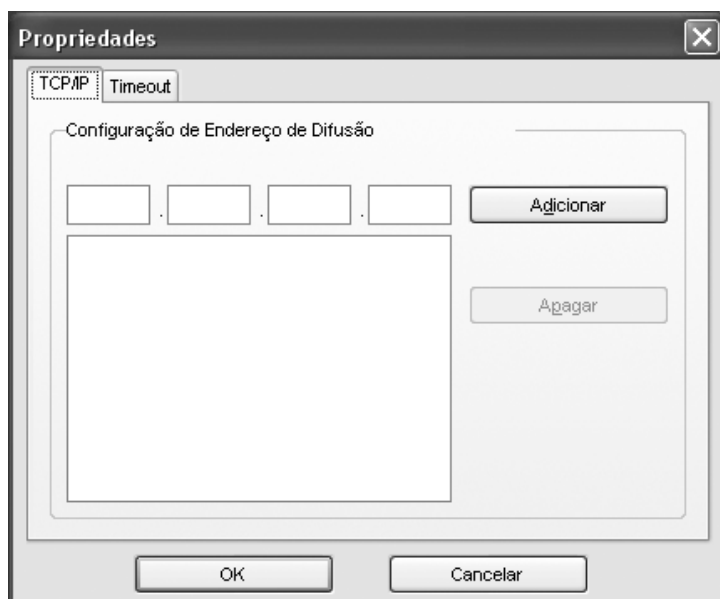 Propriedades
TCP/IP Timeout
Configuração de Endereço de Difusão
. . . Adicionar
Apagar
OK Cancelar